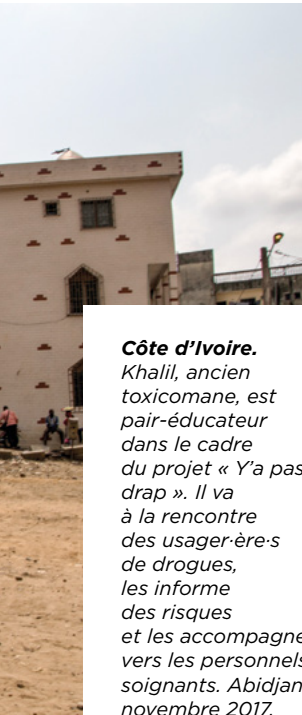 Côte d’Ivoire.
Khalil, ancien
toxicomane, est
pair-éducateur
dans le cadre
du projet « Y’a pas
drap ». Il va
à la rencontre
des usager·ère·s
de drogues,
les informe
des risques
et les accompagne
vers les personnels
soignants. Abidjan
novembre 2017.